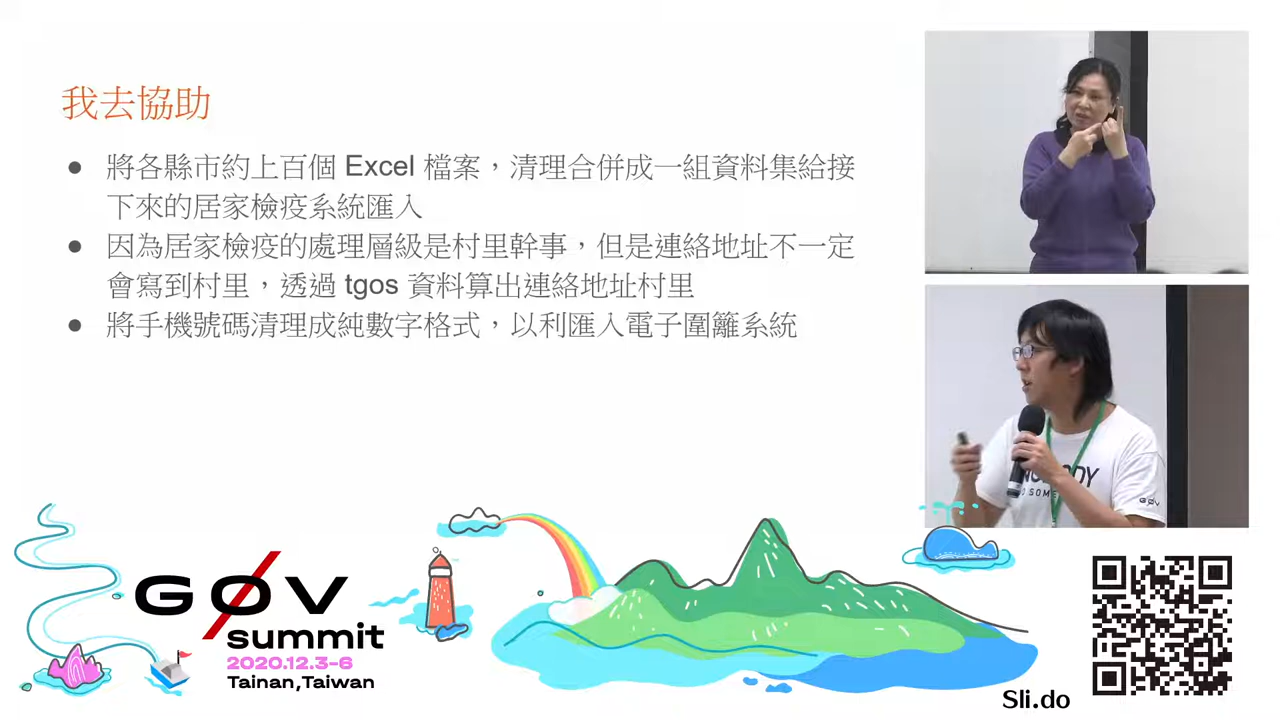 我去協助
● 將各縣市約上百個 Excel 檔案，清理合併成一組資料集給接
下來的居家檢疫系統匯入
● 因為居家檢疫的處理層級是村里幹事，但是連絡地址不一定
會寫到村里，透過 tgos 資料算出連絡地址村里
● 將手機號碼清理成純數字格式，以利匯入電子圍籬系統
GØV
GØV
summit
2020.12.3-6
Tainan,Taiwan
Sli.do